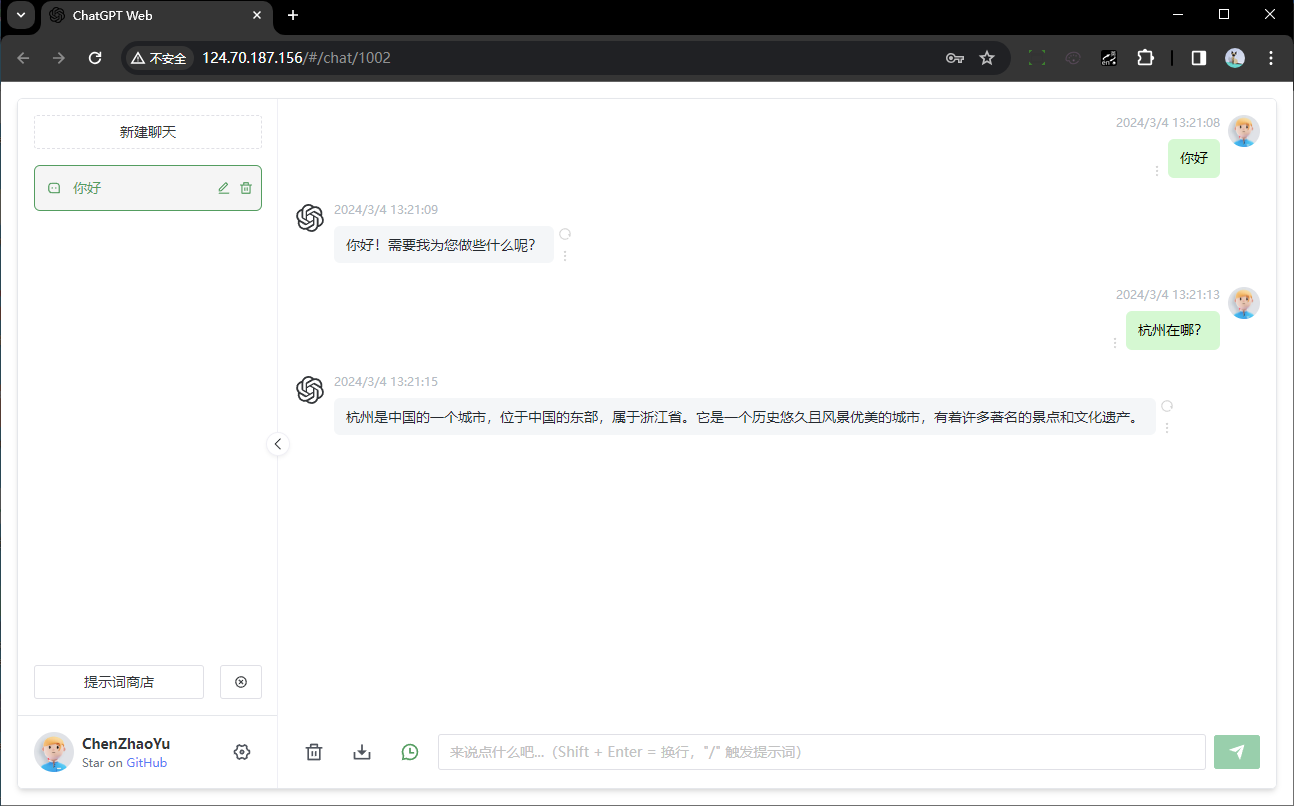 ChatGPT Web
不安全
124.70.187.156/#/chat/1002
新建聊天
你好
2024/3/4 13:21:08
你好
2024/3/4 13:21:09
你好！需要我为您做些什么呢？
2024/3/4 13:21:13
杭州在哪？
2024/3/4 13:21:15
杭州是中国的一个城市，位于中国的东部，属于浙江省。它是一个历史悠久且风景优美的城市，有着许多著名的景点和文化遗产。
提示词商店
ChenZhaoYu
Star on GitHub
来说点什么吧...（Shift + Enter = 换行，"/" 触发提示词）